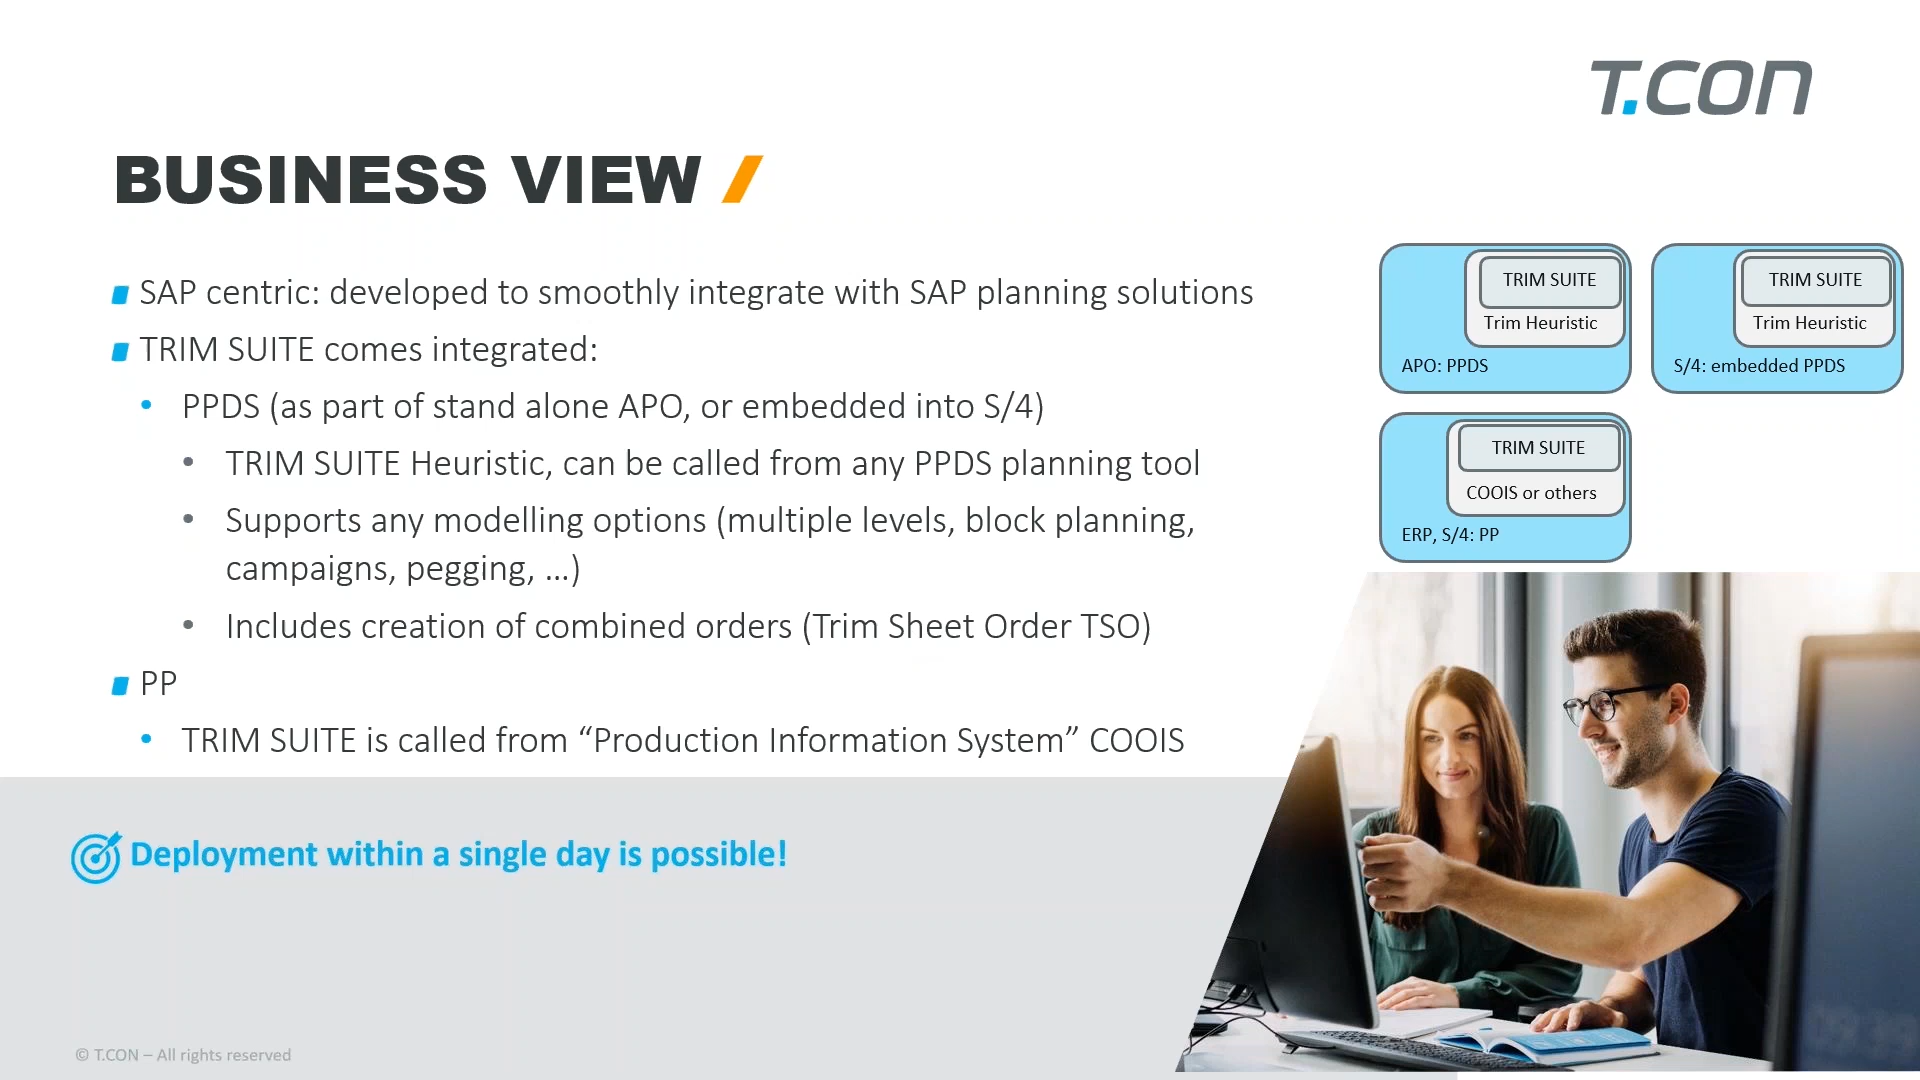 T.CON
BUSINESS VIEW
SAP centric: developed to smoothly integrate with SAP planning solutions
TRIM SUITE comes integrated:
PPDS (as part of stand alone APO, or embedded into S/4)
TRIM SUITE Heuristic, can be called from any PPDS planning tool
Supports any modelling options (multiple levels, block planning,
campaigns, pegging, …)
Includes creation of combined orders (Trim Sheet Order TSO)
PP
TRIM SUITE is called from “Production Information System” COOIS
TRIM SUITE
Trim Heuristic
APO: PPDS
TRIM SUITE
Trim Heuristic
S/4: embedded PPDS
TRIM SUITE
COOIS or others
ERP, S/4: PP
Deployment within a single day is possible!
© T.CON – All rights reserved